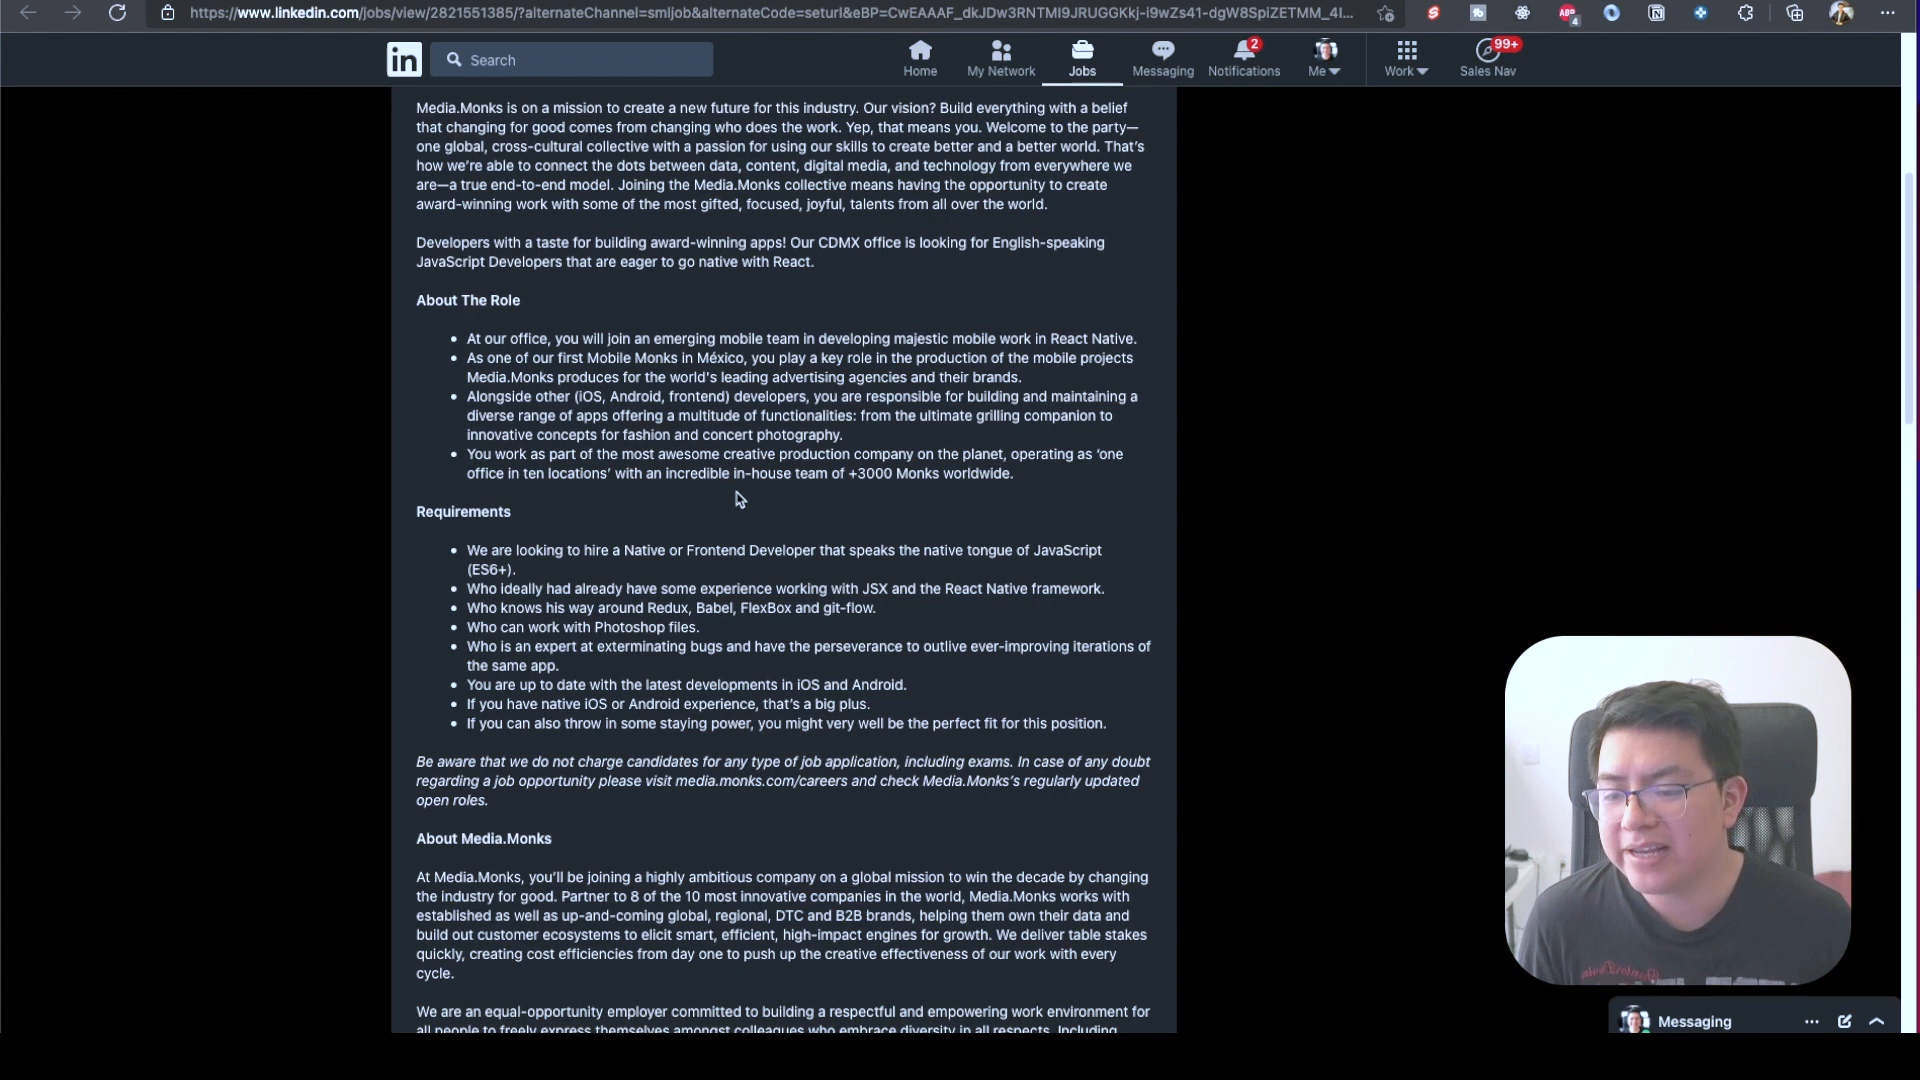 https://www.linkedin.com/jobs/view/2821551385/?alternateChannel=smljob&alternateCode=seturl&eBP=CwEAAAF_dkJDw3RNTMI9JRUGGKkj-i9wZs41-dgW8SpiZETMM_4I...
4
in
Search
Home
My Network
Jobs
Messaging
2
Notifications
Me
Work
99+
Sales Nav
Media.Monks is on a mission to create a new future for this industry. Our vision? Build everything with a belief
that changing for good comes from changing who does the work. Yep, that means you. Welcome to the party—
one global, cross-cultural collective with a passion for using our skills to create better and a better world. That's
how we're able to connect the dots between data, content, digital media, and technology from everywhere we
are—a true end-to-end model. Joining the Media.Monks collective means having the opportunity to create
award-winning work with some of the most gifted, focused, joyful, talents from all over the world.
Developers with a taste for building award-winning apps! Our CDMX office is looking for English-speaking
JavaScript Developers that are eager to go native with React.
About The Role
• At our office, you will join an emerging mobile team in developing majestic mobile work in React Native.
• As one of our first Mobile Monks in México, you play a key role in the production of the mobile projects
Media.Monks produces for the world's leading advertising agencies and their brands.
• Alongside other (iOS, Android, frontend) developers, you are responsible for building and maintaining a
diverse range of apps offering a multitude of functionalities: from the ultimate grilling companion to
innovative concepts for fashion and concert photography.
• You work as part of the most awesome creative production company on the planet, operating as ‘one
office in ten locations’ with an incredible in-house team of +3000 Monks worldwide.
Requirements
• We are looking to hire a Native or Frontend Developer that speaks the native tongue of JavaScript
(ES6+).
• Who ideally had already have some experience working with JSX and the React Native framework.
• Who knows his way around Redux, Babel, FlexBox and git-flow.
• Who can work with Photoshop files.
• Who is an expert at exterminating bugs and have the perseverance to outlive ever-improving iterations of
the same app.
• You are up to date with the latest developments in iOS and Android.
• If you have native iOS or Android experience, that's a big plus.
• If you can also throw in some staying power, you might very well be the perfect fit for this position.
Be aware that we do not charge candidates for any type of job application, including exams. In case of any doubt
regarding a job opportunity please visit media.monks.com/careers and check Media.Monks's regularly updated
open roles.
About Media.Monks
At Media.Monks, you'll be joining a highly ambitious company on a global mission to win the decade by changing
the industry for good. Partner to 8 of the 10 most innovative companies in the world, Media.Monks works with
established as well as up-and-coming global, regional, DTC and B2B brands, helping them own their data and
build out customer ecosystems to elicit smart, efficient, high-impact engines for growth. We deliver table stakes
quickly, creating cost efficiencies from day one to push up the creative effectiveness of our work with every
cycle.
We are an equal-opportunity employer committed to building a respectful and empowering work environment for
all people to freely express themselves amongst colleagues who embrace diversity in all respects. Including
Messaging